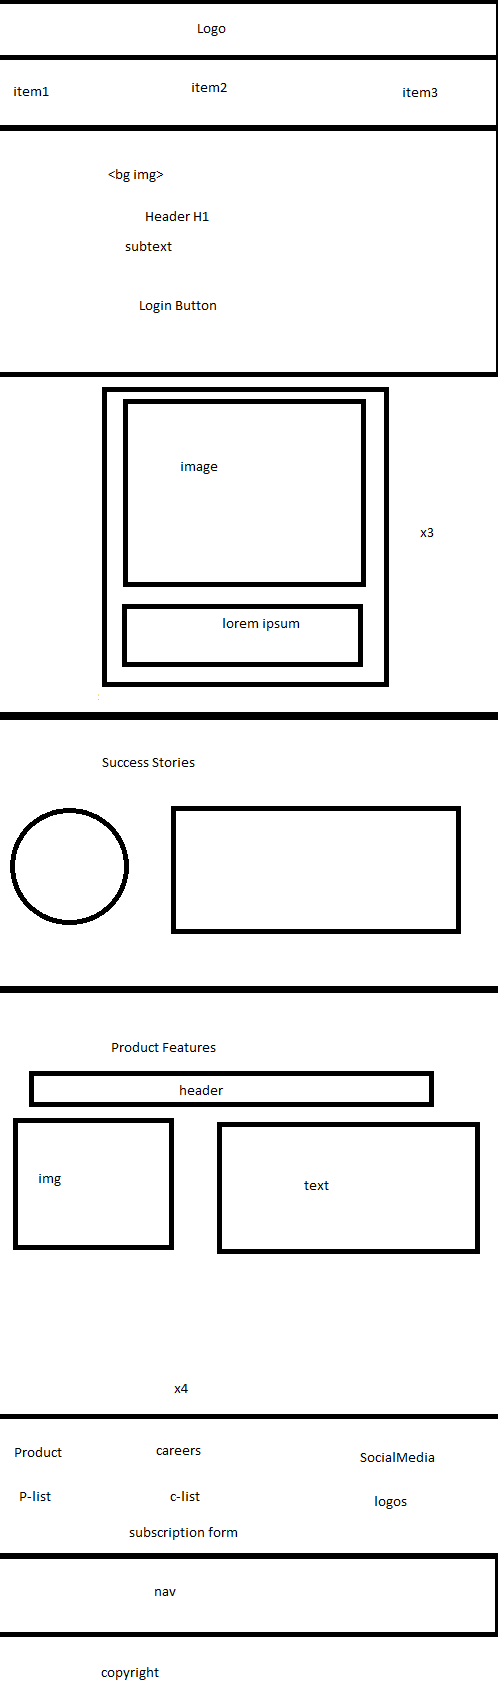 Logo
item1 item2 item3
<bg img>
Header H1
subtext
Login Button
image
x3
lorem ipsum
Success Stories
Product Features
header
img text
x4
Product careers SocialMedia
P-list c-list logos
subscription form
nav
copyright